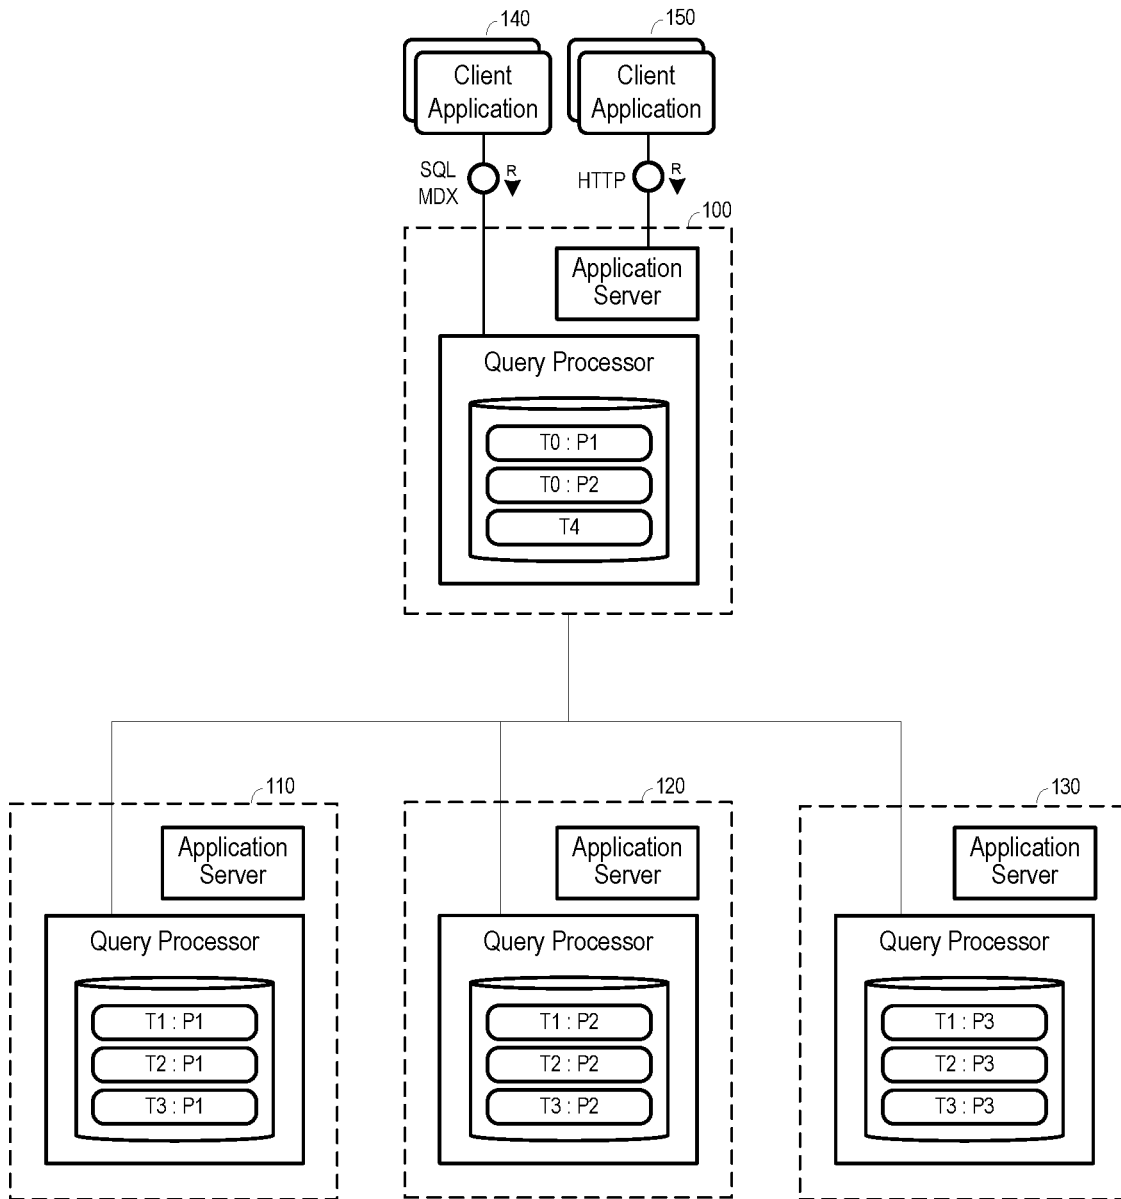 140
150
Client
Application
Client
Application
SQL
MDX
R
HTTP
R
100
Application
Server
Query Processor
T0 : P1
T0 : P2
T4
110
120
130
Application
Server
Application
Server
Application
Server
Query Processor
Query Processor
Query Processor
T1 : P1
T2 : P1
T3 : P1
T1 : P2
T2 : P2
T3 : P2
T1 : P3
T2 : P3
T3 : P3